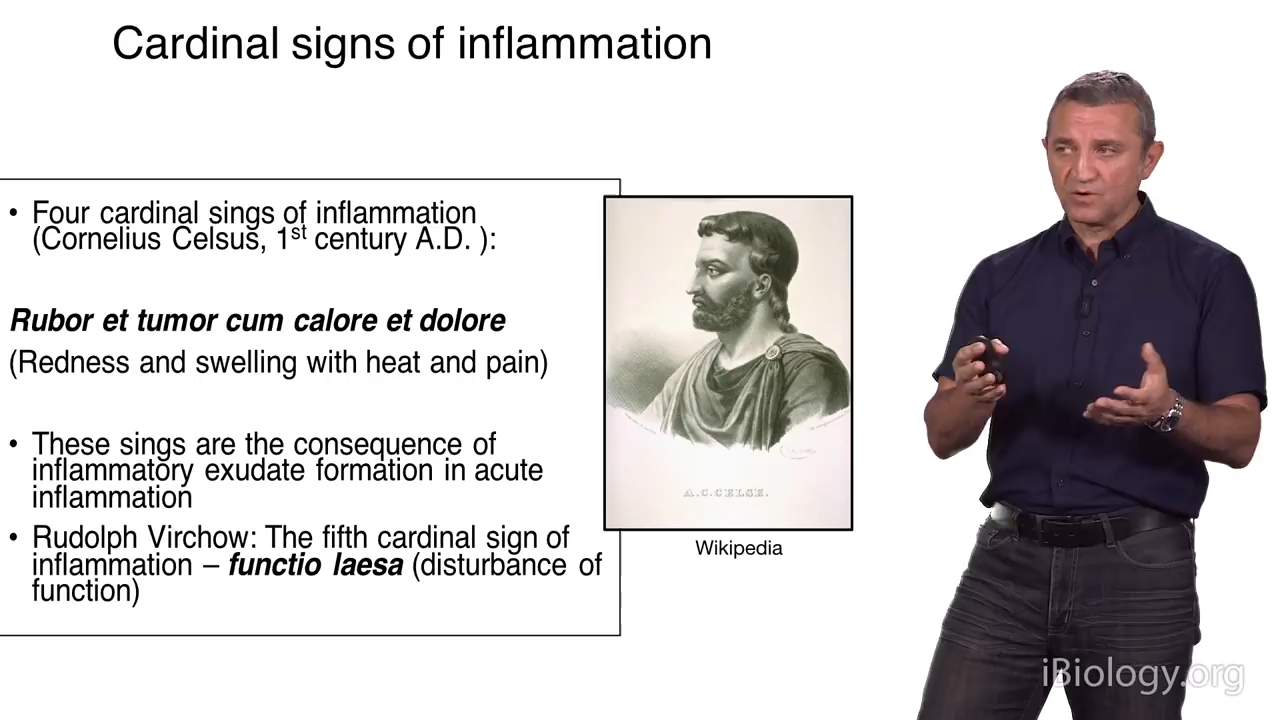 Cardinal signs of inflammation
• Four cardinal sings of inflammation
(Cornelius Celsus, 1st century A.D. ):
Rubor et tumor cum calore et dolore
(Redness and swelling with heat and pain)
• These sings are the consequence of
inflammatory exudate formation in acute
inflammation
• Rudolph Virchow: The fifth cardinal sign of
inflammation – functio laesa (disturbance of
function)
A.C.CELSE.
Wikipedia
iBiology.org